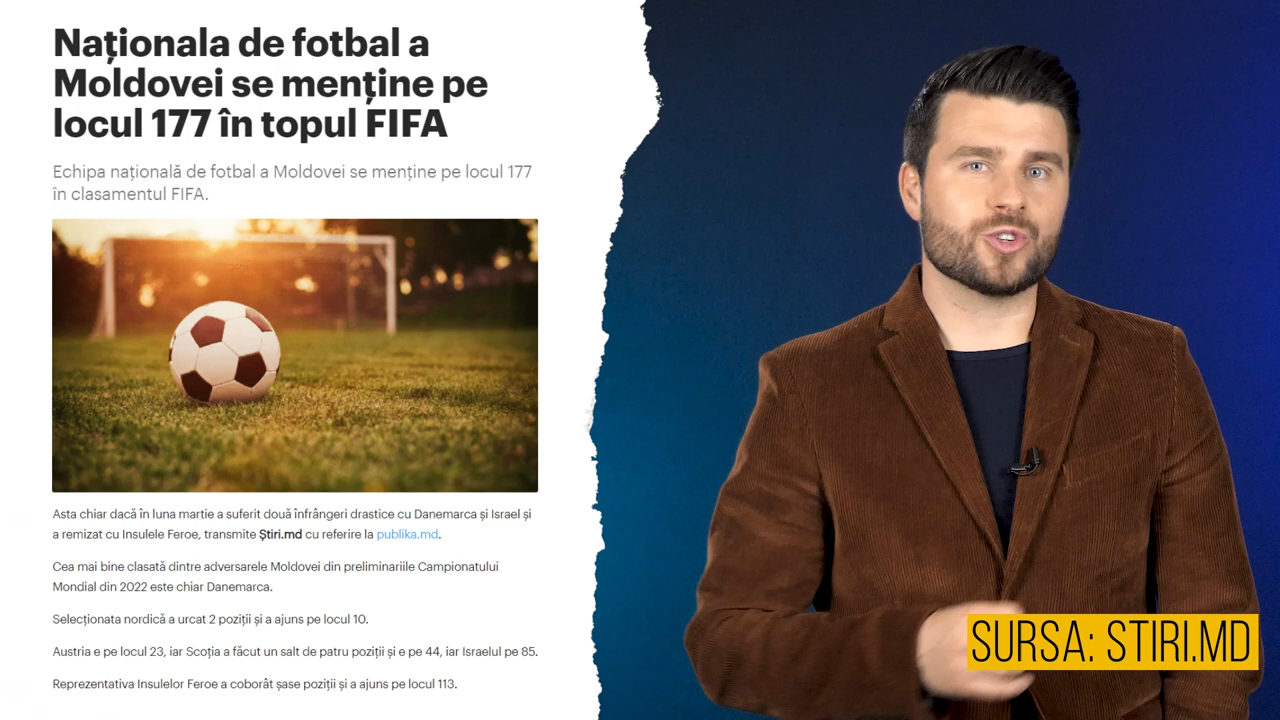 Naționala de fotbal a
Moldovei se menține pe
locul 177 în topul FIFA
Echipa națională de fotbal a Moldovei se menține pe locul 177
în clasamentul FIFA.
Asta chiar dacă în luna martie a suferit două înfrângeri drastice cu Danemarca și Israel și
a remizat cu Insulele Feroe, transmite Știri.md cu referire la publika.md.
Cea mai bine clasată dintre adversarele Moldovei din preliminariile Campionatului
Mondial din 2022 este chiar Danemarca.
Selecționata nordică a urcat 2 poziții și a ajuns pe locul 10.
Austria e pe locul 23, iar Scoția a făcut un salt de patru poziții și e pe 44, iar Israelul pe 85.
Reprezentativa Insulelor Feroe a coborât șase poziții și a ajuns pe locul 113.
SURSA: STIRI.MD